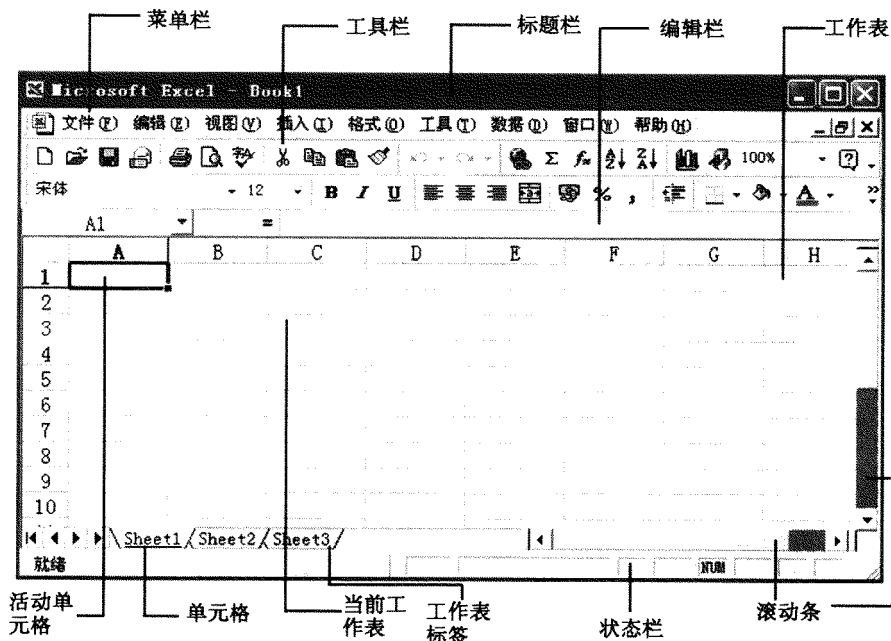 菜单栏 工具栏 标题栏 编辑栏 工作表
Microsoft Excel - Book1
文件(F) 编辑(E) 视图(V) 插入(I) 格式(O) 工具(T) 数据(D) 窗口(W) 帮助(H)
100%
宋体 12 B I U % , A
A1 =
A B C D E F G H
1
2
3
4
5
6
7
8
9
10
Sheet1 Sheet2 Sheet3
就绪 NUM
活动单元格 单元格 当前工作表 工作表标签 状态栏 滚动条